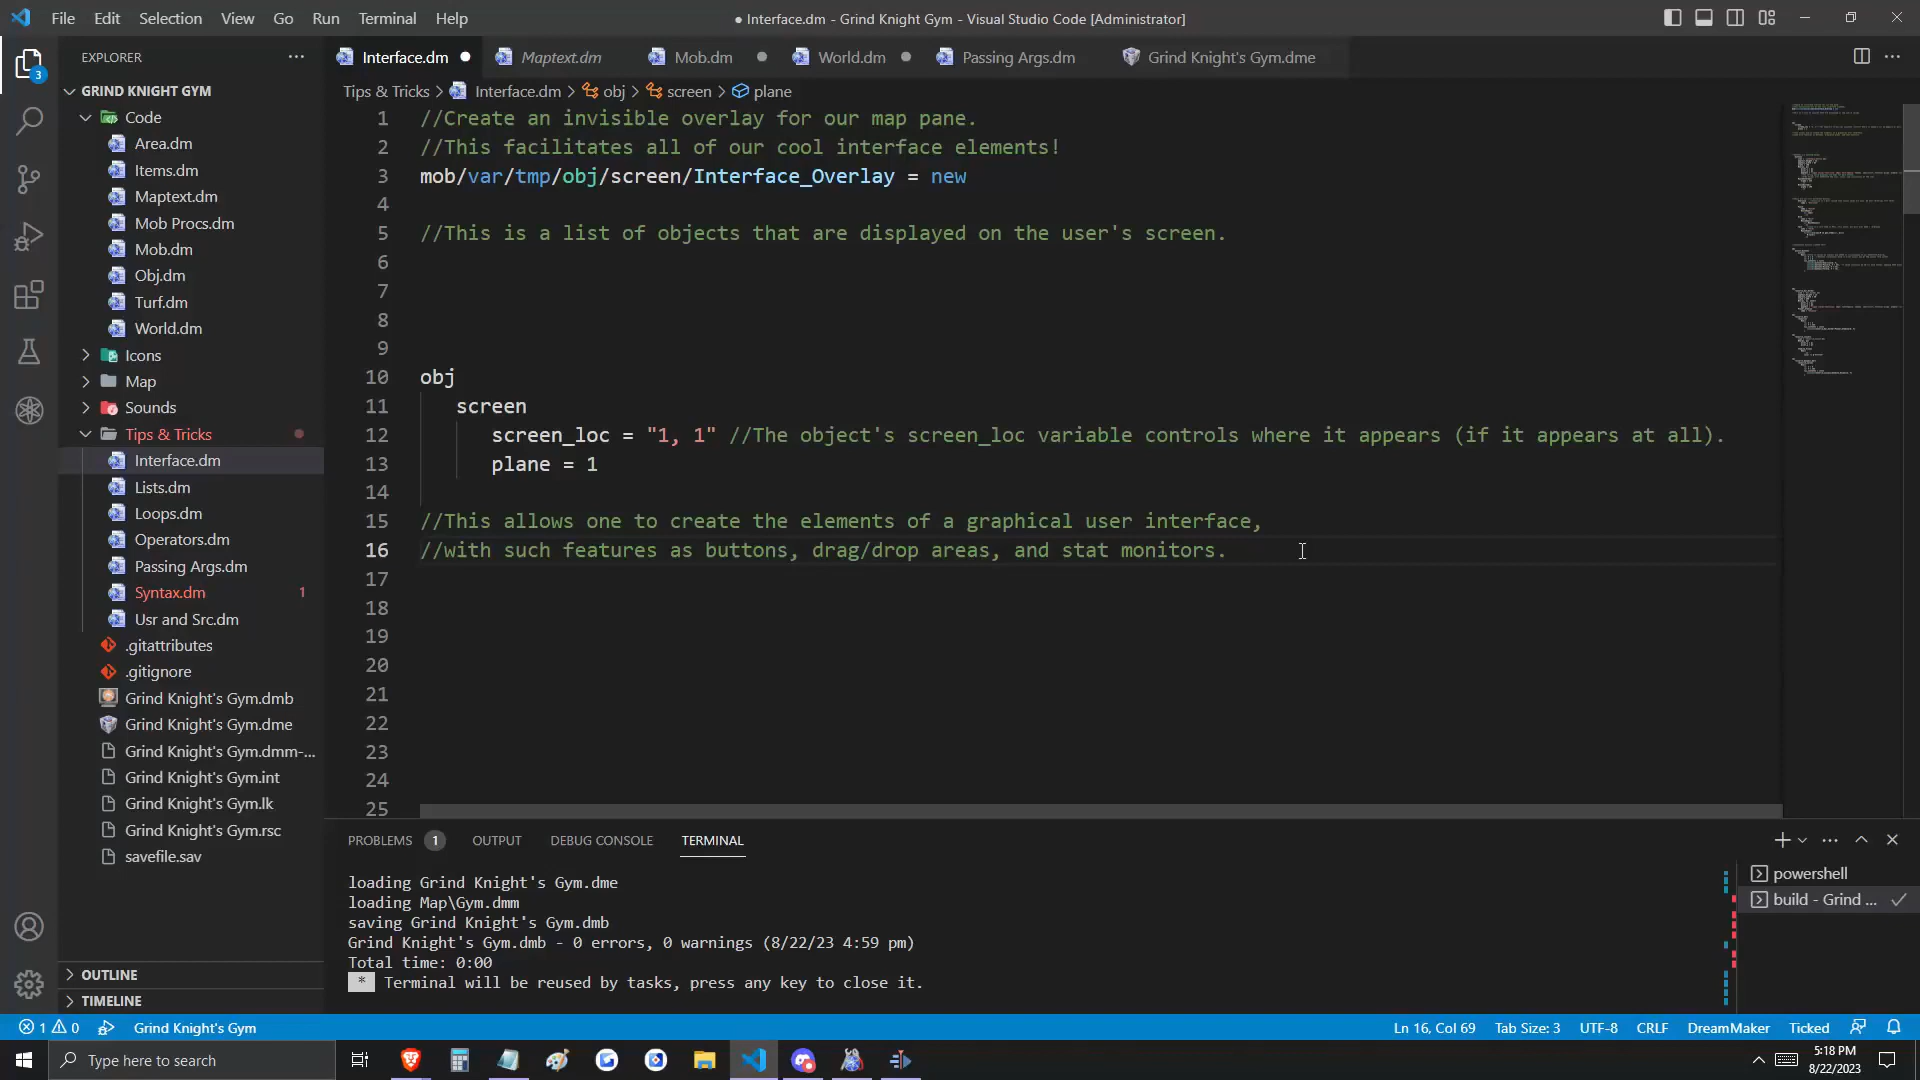 File Edit Selection View Go Run Terminal Help
● Interface.dm - Grind Knight Gym - Visual Studio Code [Administrator]
EXPLORER
Interface.dm Maptext.dm Mob.dm World.dm Passing Args.dm Grind Knight's Gym.dme
Tips & Tricks > Interface.dm > obj > screen > plane
GRIND KNIGHT GYM
Code
Area.dm
Items.dm
Maptext.dm
Mob Procs.dm
Mob.dm
Obj.dm
Turf.dm
World.dm
Icons
Map
Sounds
Tips & Tricks
Interface.dm
Lists.dm
Loops.dm
Operators.dm
Passing Args.dm
Syntax.dm 1
Usr and Src.dm
.gitattributes
.gitignore
Grind Knight's Gym.dmb
Grind Knight's Gym.dme
Grind Knight's Gym.dmm-...
Grind Knight's Gym.int
Grind Knight's Gym.lk
Grind Knight's Gym.rsc
savefile.sav
OUTLINE
TIMELINE
3
1 //Create an invisible overlay for our map pane.
2 //This facilitates all of our cool interface elements!
3 mob/var/tmp/obj/screen/Interface_Overlay = new
4
5 //This is a list of objects that are displayed on the user's screen.
6
7
8
9
10 obj
11 screen
12 screen_loc = "1, 1" //The object's screen_loc variable controls where it appears (if it appears at all).
13 plane = 1
14
15 //This allows one to create the elements of a graphical user interface,
16 //with such features as buttons, drag/drop areas, and stat monitors.
17
18
19
20
21
22
23
24
25
PROBLEMS 1 OUTPUT DEBUG CONSOLE TERMINAL
loading Grind Knight's Gym.dme
loading Map\Gym.dmm
saving Grind Knight's Gym.dmb
Grind Knight's Gym.dmb - 0 errors, 0 warnings (8/22/23 4:59 pm)
Total time: 0:00
* Terminal will be reused by tasks, press any key to close it.
powershell
build - Grind ...
1 0 Grind Knight's Gym
Ln 16, Col 69 Tab Size: 3 UTF-8 CRLF DreamMaker Ticked
Type here to search
5:18 PM
8/22/2023